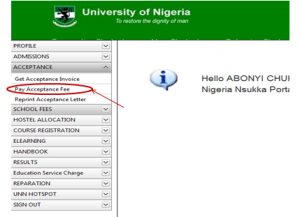 University of Nigeria
To restore the dignity of man
PROFILE
ADMISSIONS
ACCEPTANCE
Get Acceptance Invoice
Pay Acceptance Fee
Reprint Acceptance Letter
SCHOOL FEES
HOSTEL ALLOCATION
COURSE REGISTRATION
ELEARNING
HANDBOOK
RESULTS
Education Service Charge
REPARATION
UNN HOTSPOT
SIGN OUT
Hello ABONYI CHU
Nigeria Nsukka Porta